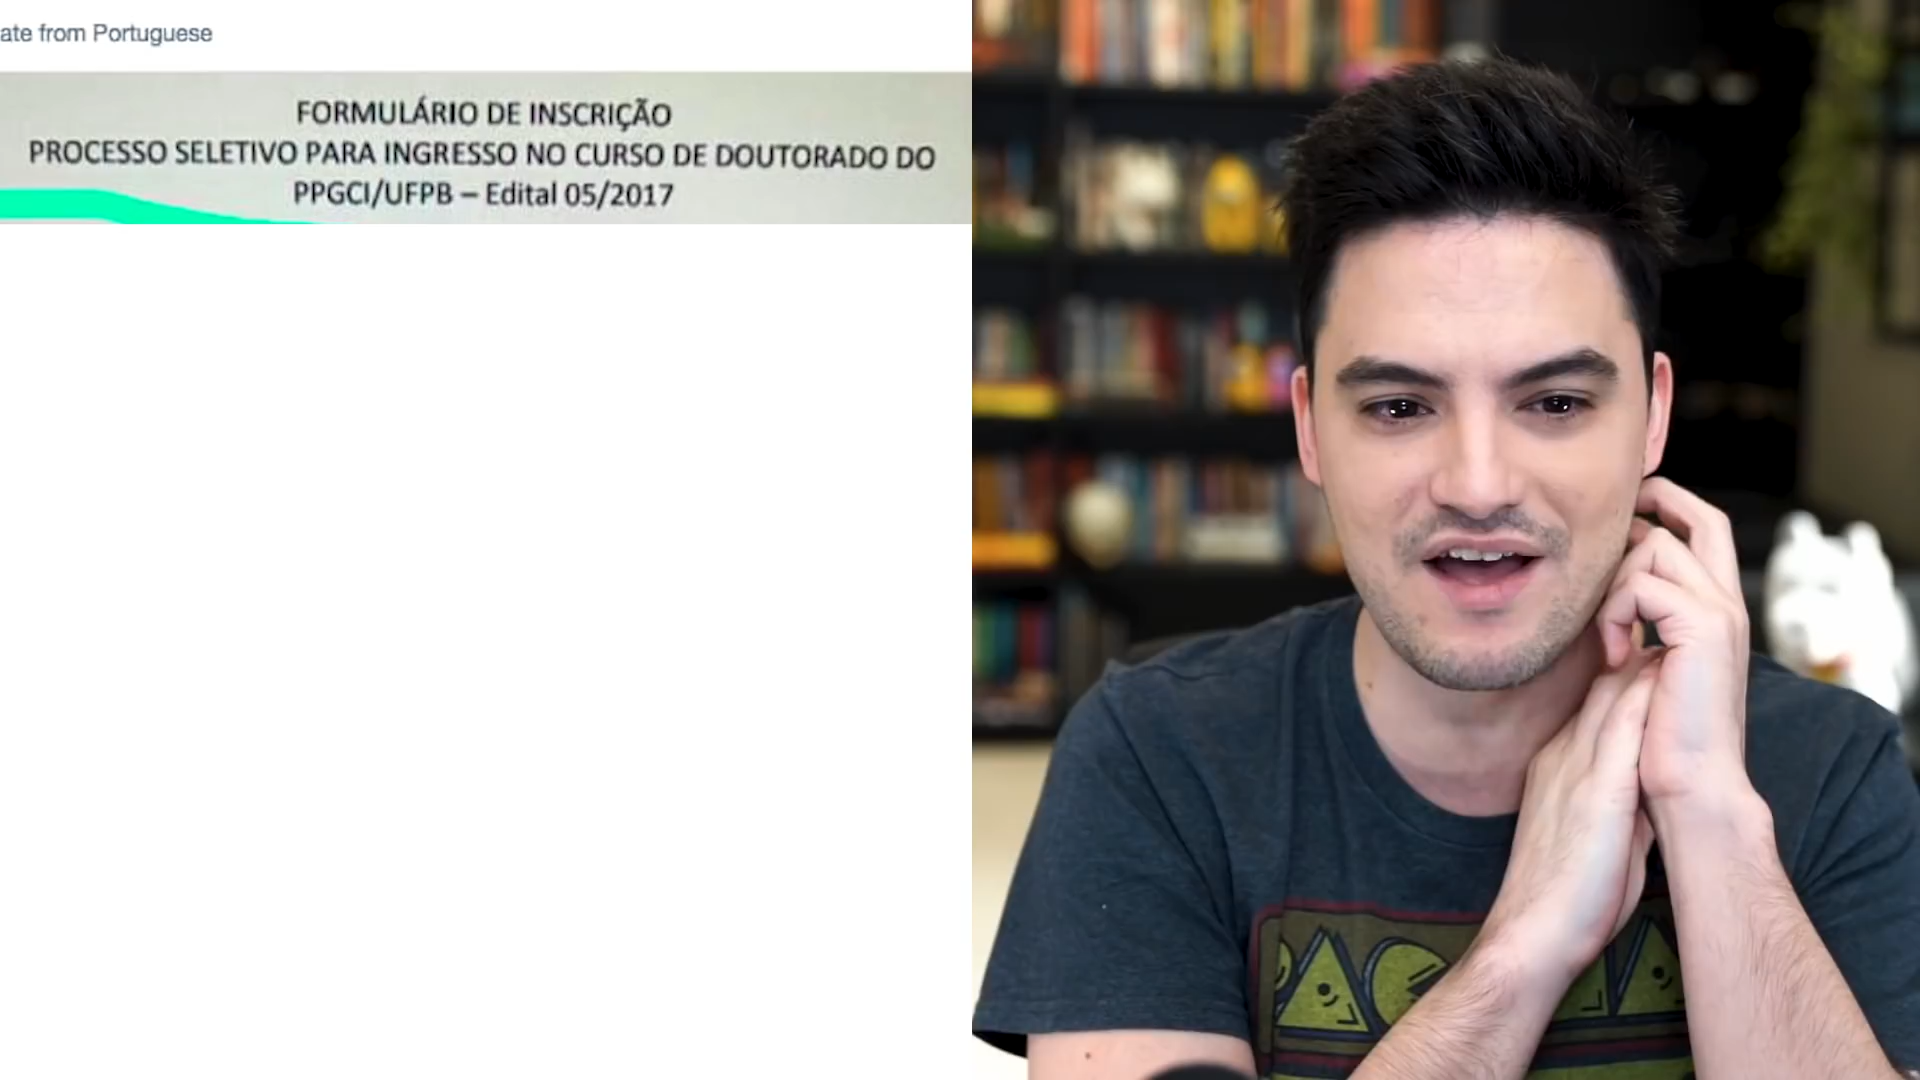 ate from Portuguese
FORMULÁRIO DE INSCRIÇÃO
PROCESSO SELETIVO PARA INGRESSO NO CURSO DE DOUTORADO DO
PPGCI/UFPB – Edital 05/2017